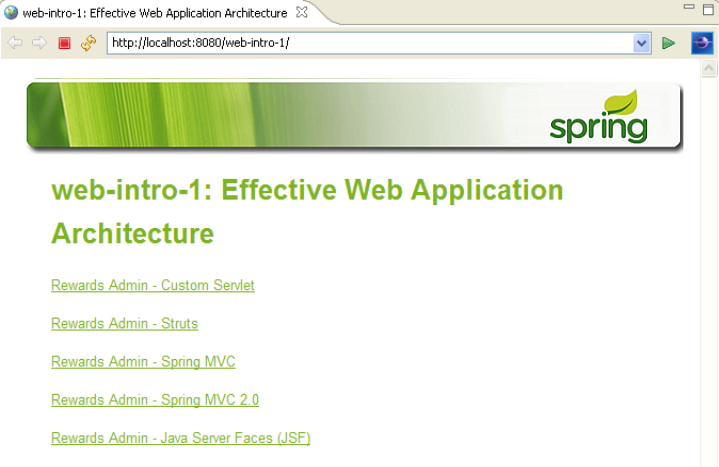 web-intro-1: Effective Web Application Architecture
http://localhost:8080/web-intro-1/
spring
web-intro-1: Effective Web Application
Architecture
Rewards Admin - Custom Servlet
Rewards Admin - Struts
Rewards Admin - Spring MVC
Rewards Admin - Spring MVC 2.0
Rewards Admin - Java Server Faces (JSF)